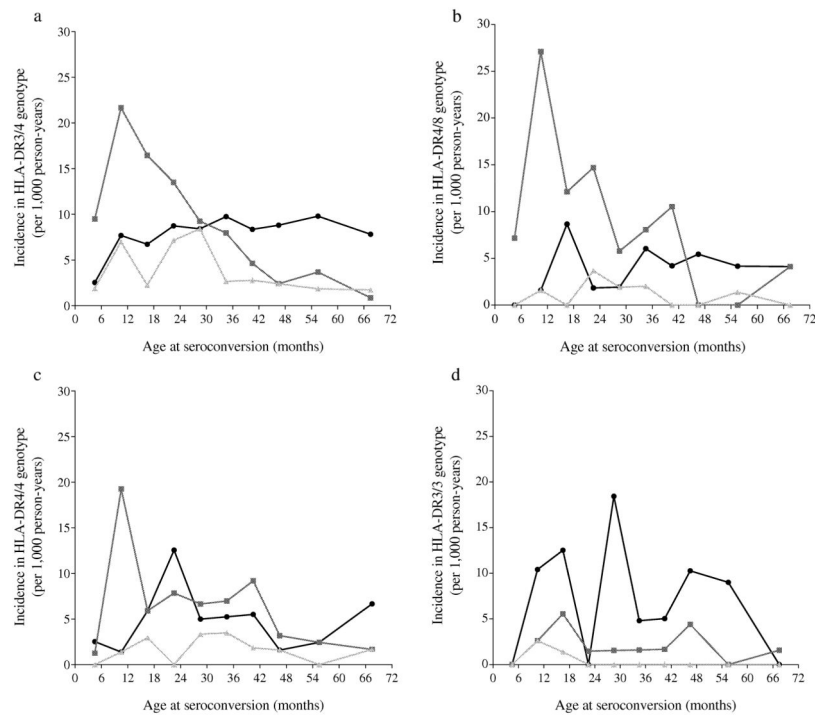 a
Incidence in HLA-DR3/4 genotype
(per 1,000 person-years)
30
25
20
15
10
5
0
0 6 12 18 24 30 36 42 48 54 60 66 72
Age at seroconversion (months)
b
Incidence in HLA-DR4/8 genotype
(per 1,000 person-years)
30
25
20
15
10
5
0
0 6 12 18 24 30 36 42 48 54 60 66 72
Age at seroconversion (months)
c
Incidence in HLA-DR4/4 genotype
(per 1,000 person-years)
30
25
20
15
10
5
0
0 6 12 18 24 30 36 42 48 54 60 66 72
Age at seroconversion (months)
d
Incidence in HLA-DR3/3 genotype
(per 1,000 person-years)
30
25
20
15
10
5
0
0 6 12 18 24 30 36 42 48 54 60 66 72
Age at seroconversion (months)